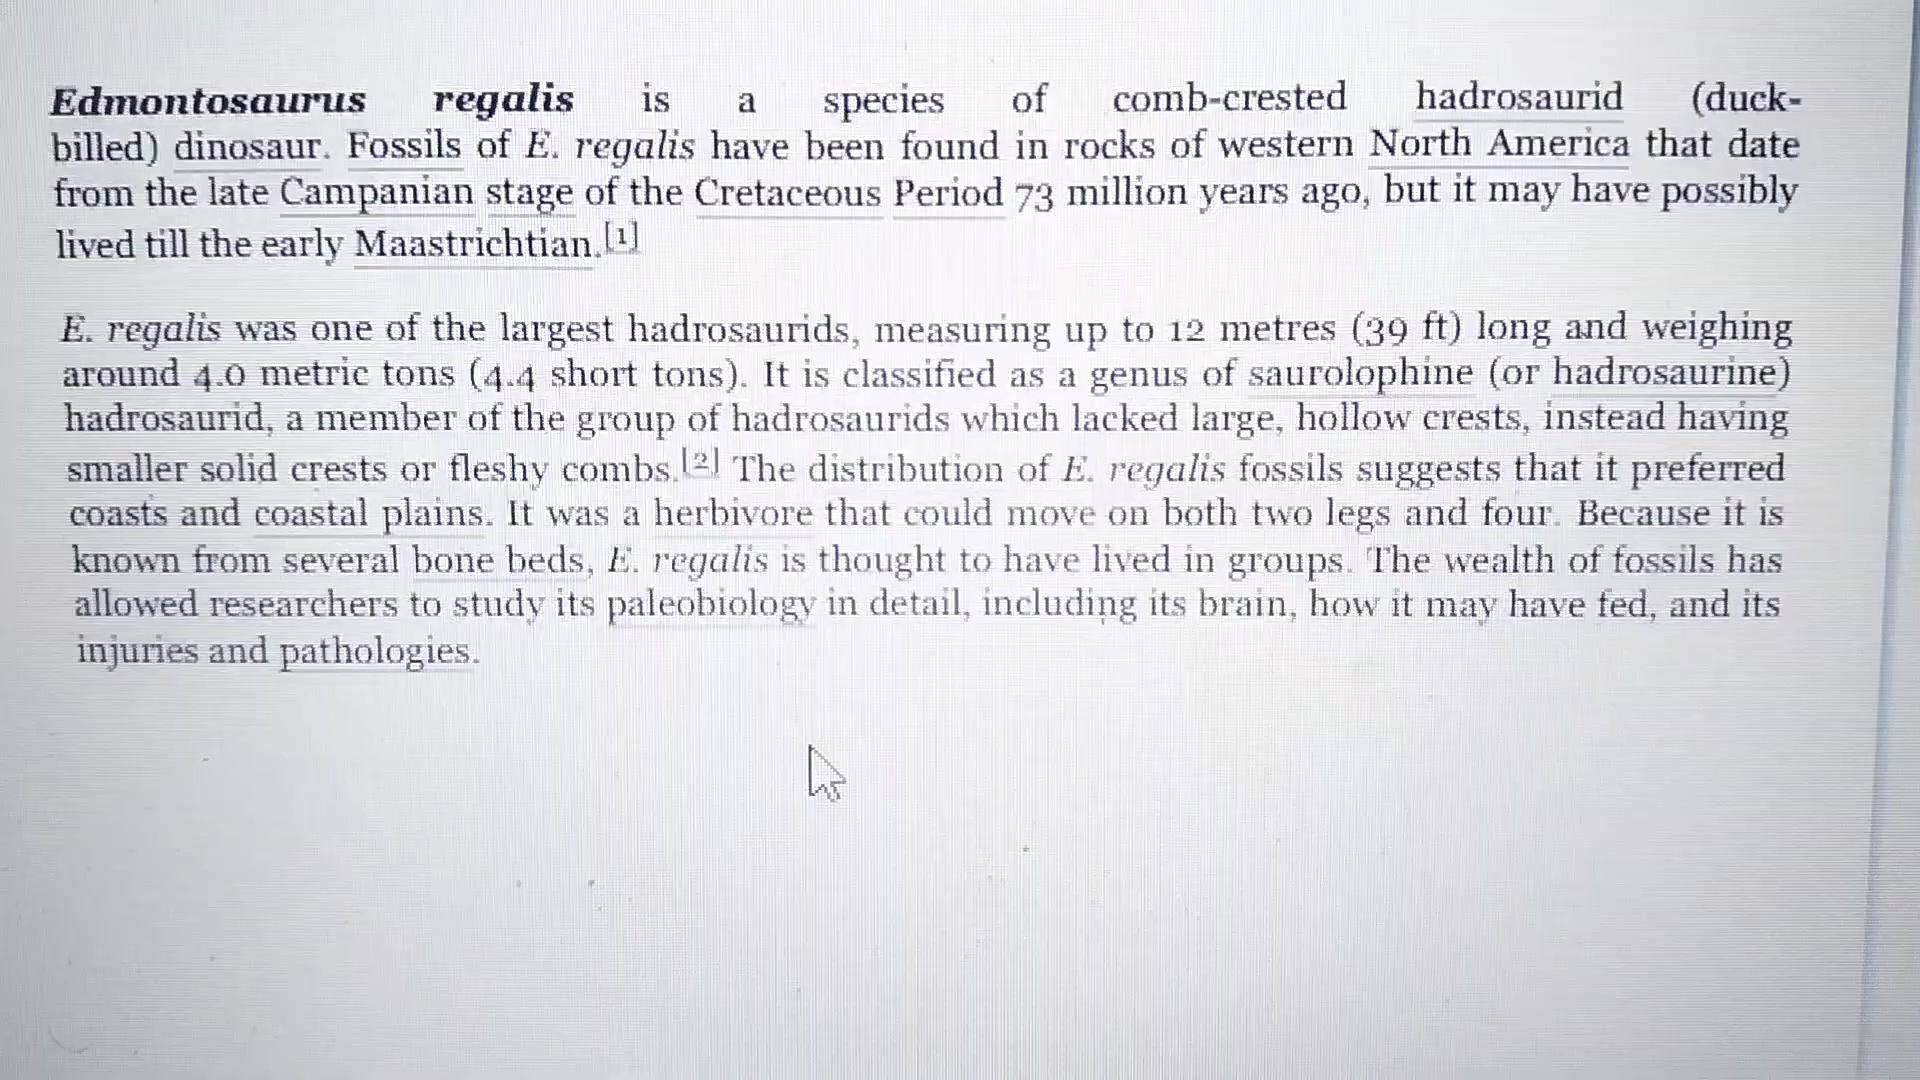 Edmontosaurus regalis is a species of comb-crested hadrosaurid (duck-
billed) dinosaur. Fossils of E. regalis have been found in rocks of western North America that date
from the late Campanian stage of the Cretaceous Period 73 million years ago, but it may have possibly
lived till the early Maastrichtian.[1]
E. regalis was one of the largest hadrosaurids, measuring up to 12 metres (39 ft) long and weighing
around 4.0 metric tons (4.4 short tons). It is classified as a genus of saurolophine (or hadrosaurine)
hadrosaurid, a member of the group of hadrosaurids which lacked large, hollow crests, instead having
smaller solid crests or fleshy combs.[2] The distribution of E. regalis fossils suggests that it preferred
coasts and coastal plains. It was a herbivore that could move on both two legs and four. Because it is
known from several bone beds, E. regalis is thought to have lived in groups. The wealth of fossils has
allowed researchers to study its paleobiology in detail, including its brain, how it may have fed, and its
injuries and pathologies.